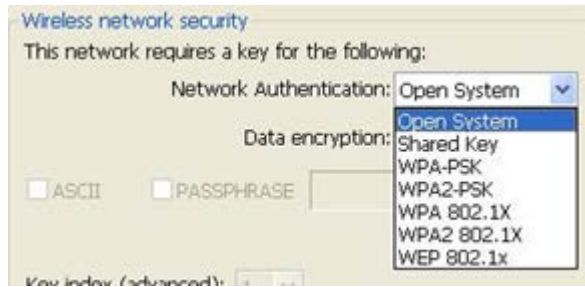 Wireless network security
This network requires a key for the following:
Network Authentication: Open System
Open System
Data encryption:
Shared Key
WPA-PSK
WPA2-PSK
ASCII PASSPHRASE
WPA 802.1X
WPA2 802.1X
WEP 802.1x
Key index (advanced):